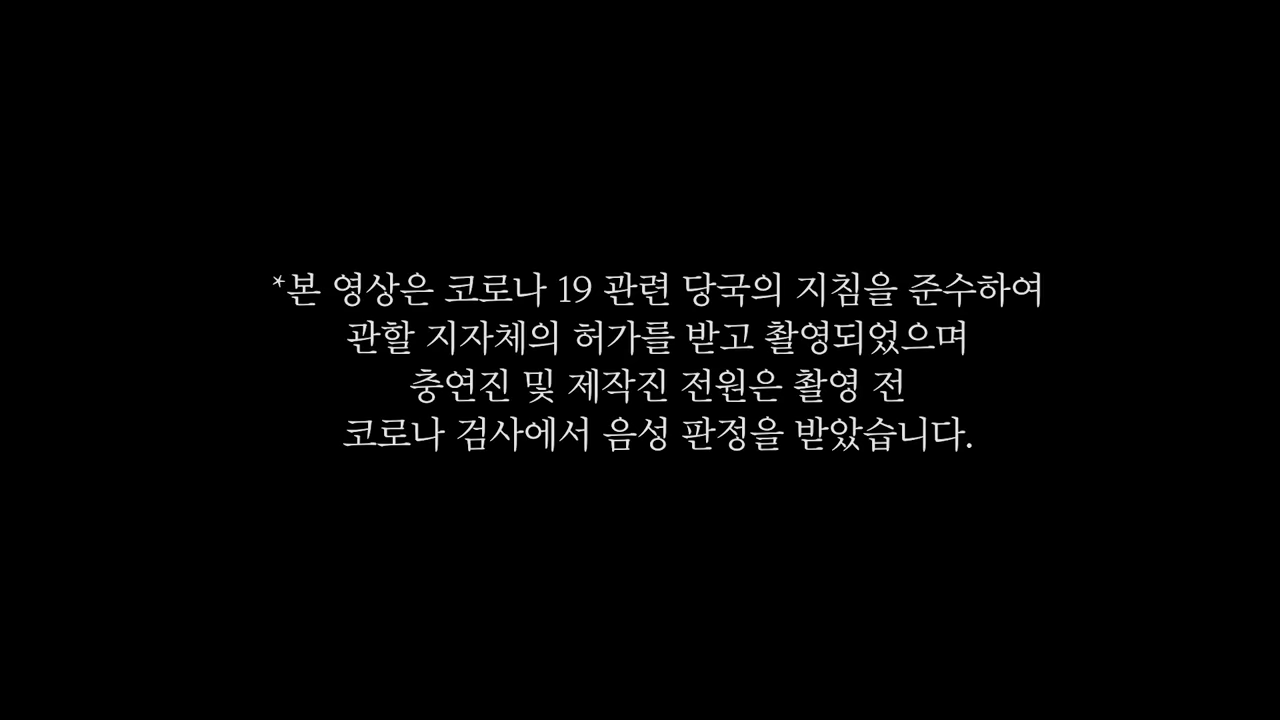 *본 영상은 코로나 19 관련 당국의 지침을 준수하여
관할 지자체의 허가를 받고 촬영되었으며
충연진 및 제작진 전원은 촬영 전
코로나 검사에서 음성 판정을 받았습니다.